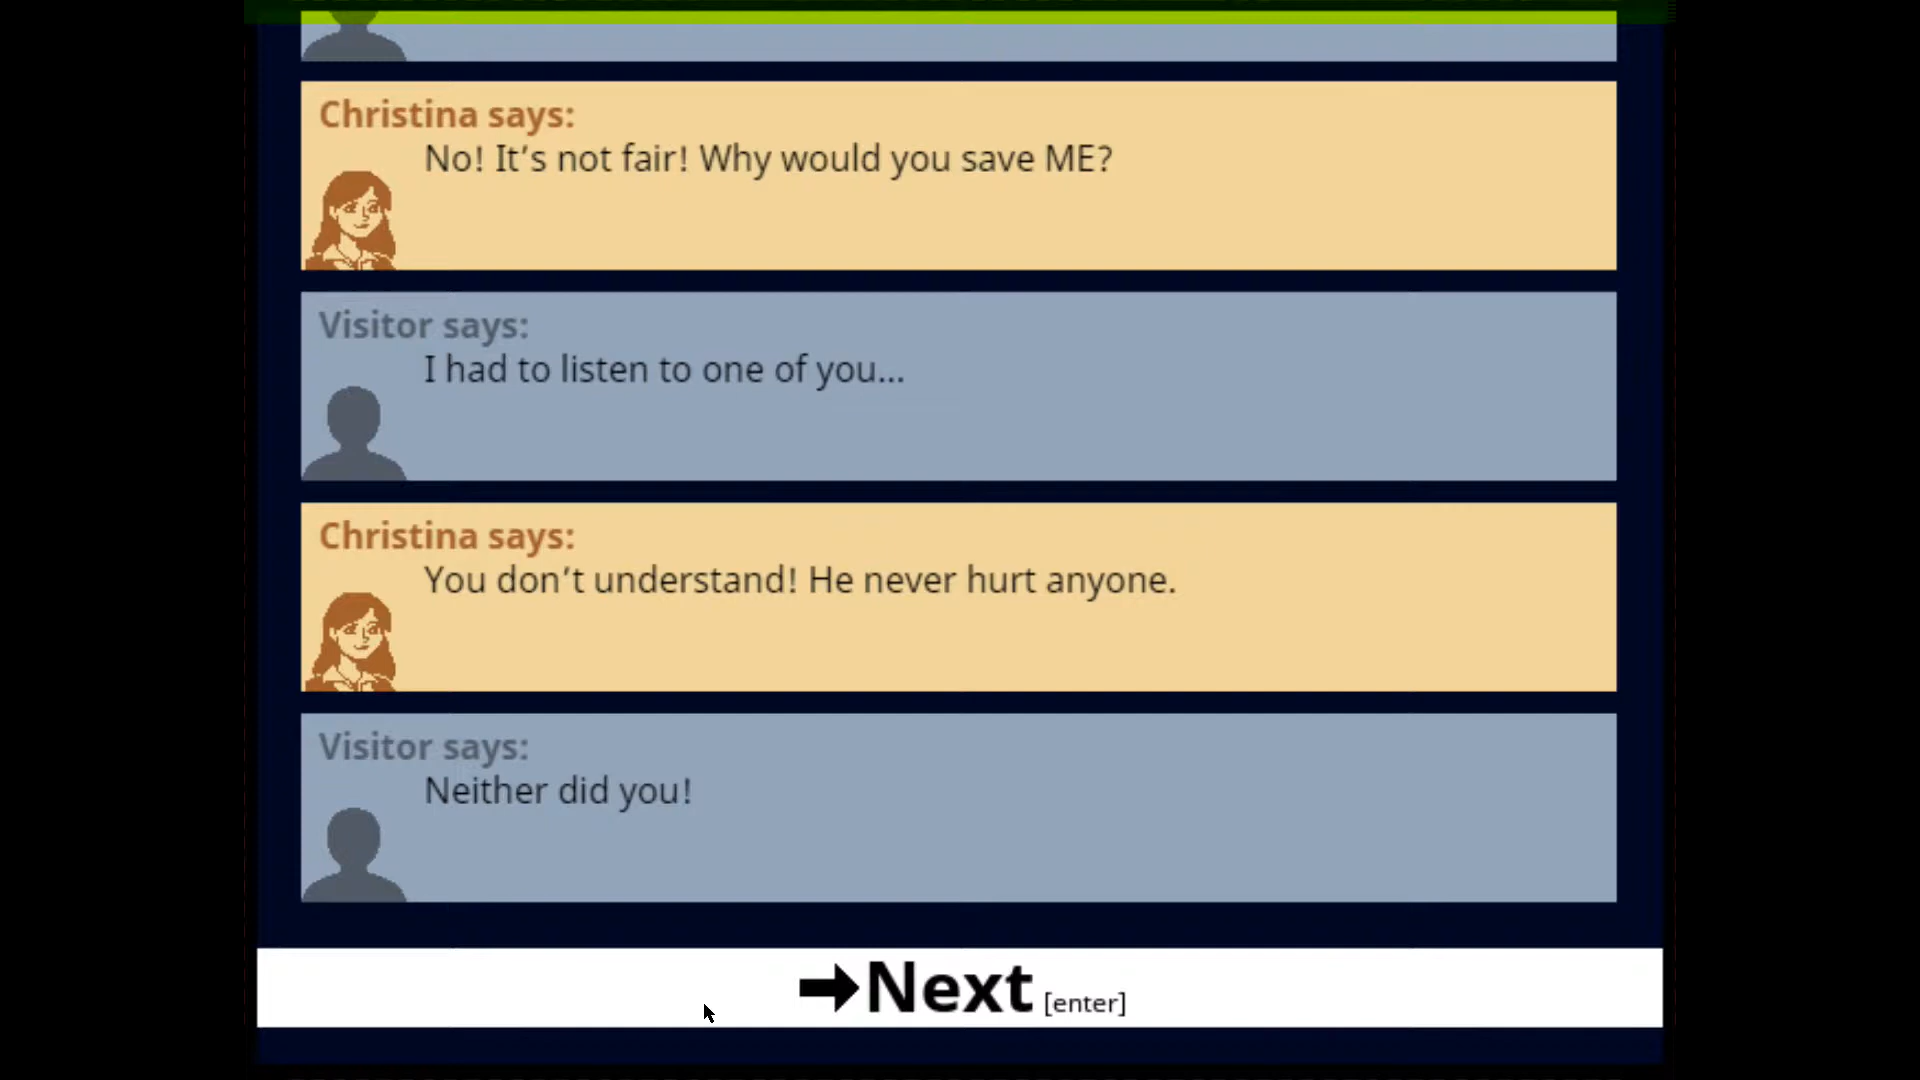 Christina says:
No! It’s not fair! Why would you save ME?
Visitor says:
I had to listen to one of you...
Christina says:
You don’t understand! He never hurt anyone.
Visitor says:
Neither did you!
➡Next [enter]